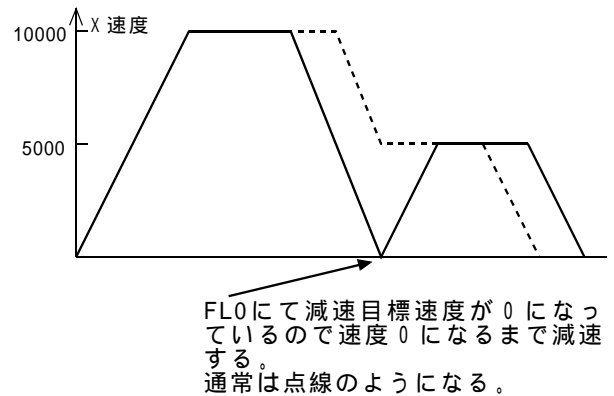 X 速度
10000
5000
FL0にて減速目標速度が 0 になっ
ているので速度 0 になるまで減速
する。
通常は点線のようになる。